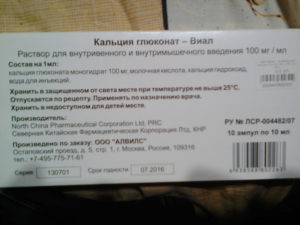 Кальция глюконат – Виал
Раствор для внутривенного и внутримышечного введения 100 мг / мл
Состав на 1мл:
кальция глюконата моногидрат 100 мг; молочная кислота, кальция гидроксид,
вода для инъекций.
Хранить в защищенном от света месте при температуре не выше 25°С.
Отпускается по рецепту. Применять по назначению врача.
Хранить в недоступном для детей месте.
Производитель: РУ № ЛСР-004482/07
North China Pharmaceutical Corporation Ltd, PRC
Северная Китайская Фармацевтическая Корпорация Лтд, КНР
Произведено по заказу: ООО "АЛВИЛС" 10 ампул по 10 мл
Остаповский проезд, д. 5, стр. 1, г. Москва, Россия, 109316
тел.: +7-495-775-71-61
Серия 130701 Срок годности 07.2016